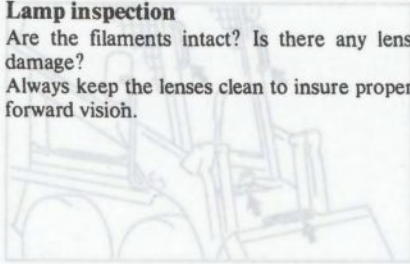 Lamp inspection
Are the filaments intact? Is there any lens
damage?
Always keep the lenses clean to insure proper
forward vision.